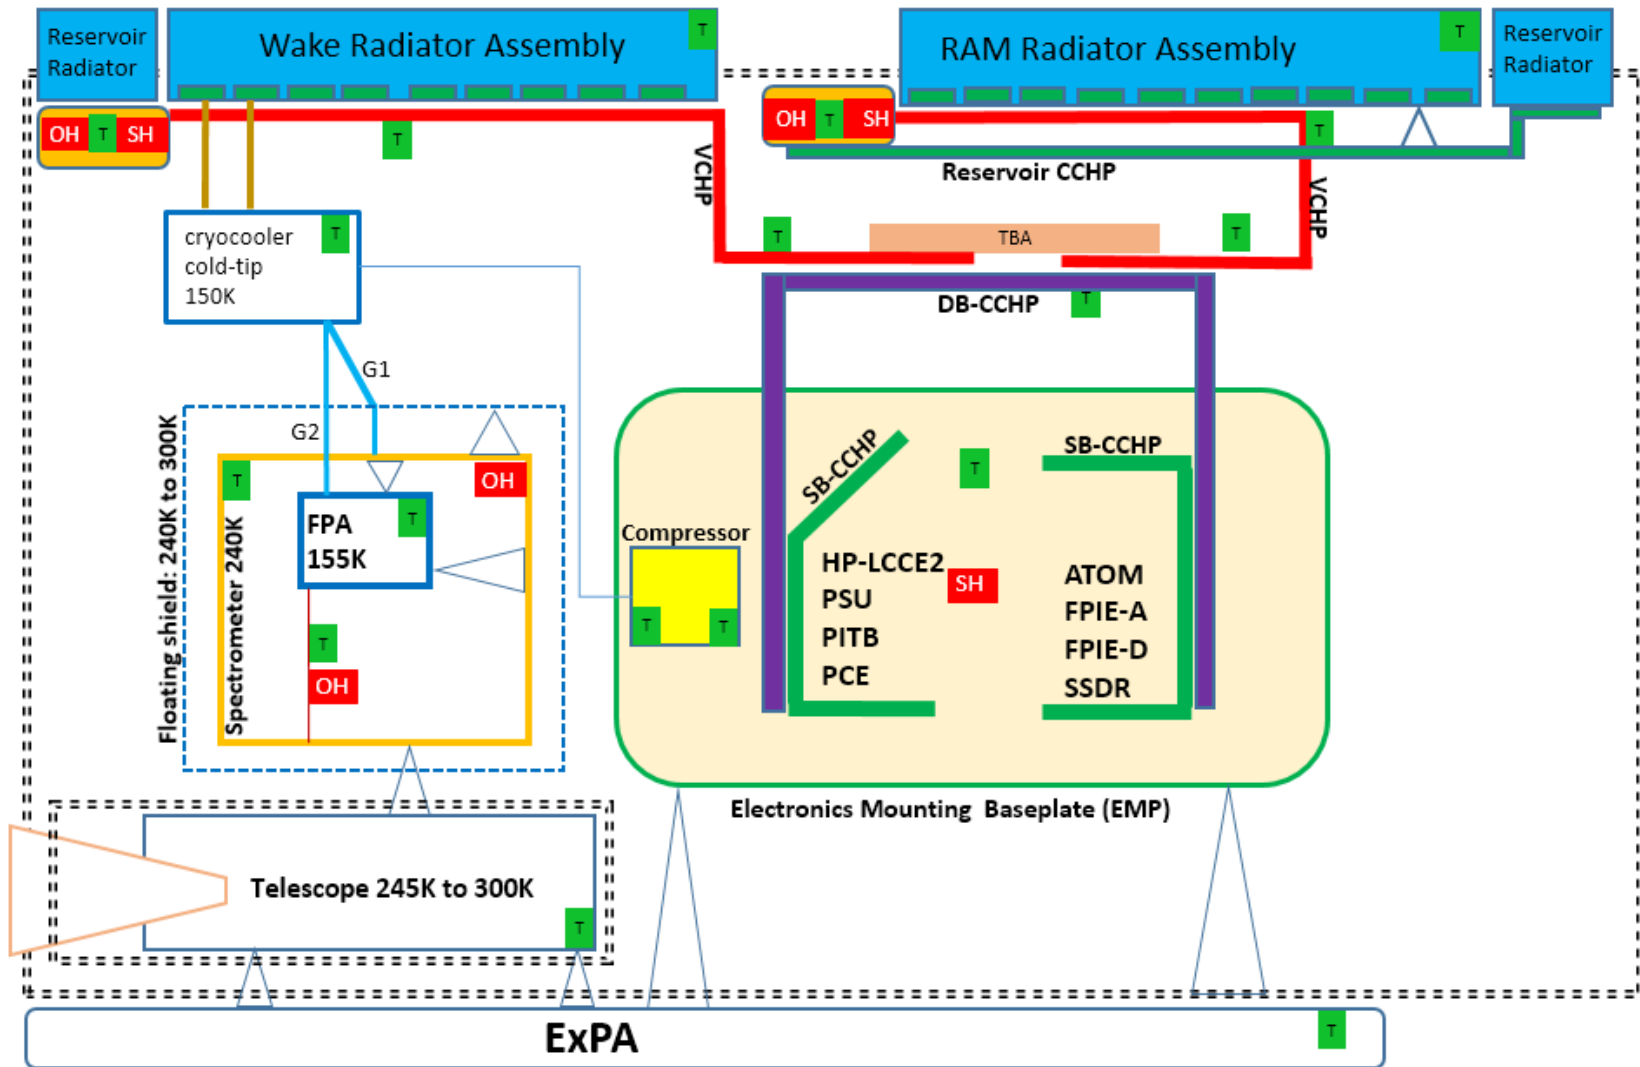 Reservoir
Radiator
Wake Radiator Assembly
T
RAM Radiator Assembly
T
Reservoir
Radiator
OH
T
SH
T
OH
T
SH
T
VCHP
Reservoir CCHP
VCHP
cryocooler
cold-tip
150K
T
T
TBA
T
DB-CCHP
T
G1
G2
Floating shield: 240K to 300K
T
OH
Spectrometer 240K
FPA
155K
T
T
OH
Compressor
T
T
SB-CCHP
T
SB-CCHP
HP-LCCE2
PSU
PITB
PCE
SH
ATOM
FPIE-A
FPIE-D
SSDR
Electronics Mounting Baseplate (EMP)
Telescope 245K to 300K
T
ExPA
T